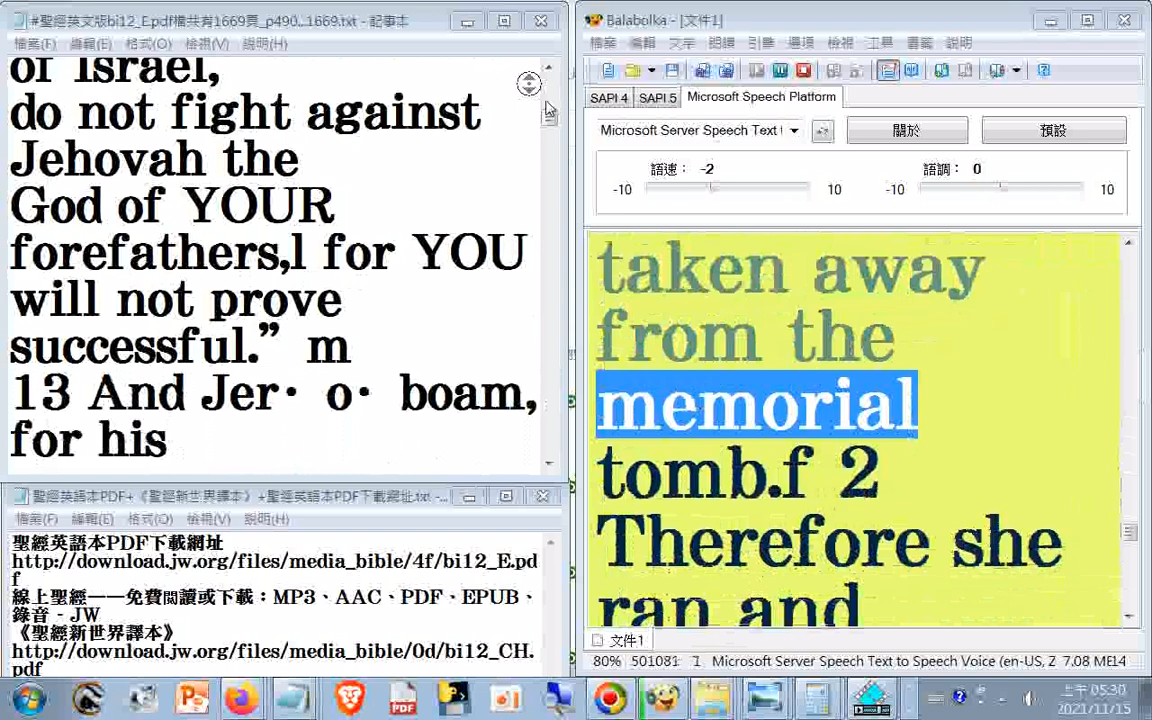 #聖經英文版bi12_E.pdf檔共有1669頁_p490...1669.txt - 記事本
檔案(F) 編輯(E) 格式(O) 檢視(V) 說明(H)
of Israel,
do not fight against
Jehovah the
God of YOUR
forefathers,l for YOU
will not prove
successful.” m
13 And Jer· o· boam,
for his
聖經英語本PDF+《聖經新世界譯本》+聖經英語本PDF下載網址.txt - ...
檔案(F) 編輯(E) 格式(O) 檢視(V) 說明(H)
聖經英語本PDF下載網址
http://download.jw.org/files/media_bible/4f/bi12_E.pd
f
線上聖經——免費閱讀或下載：MP3、AAC、PDF、EPUB、
錄音 - JW
《聖經新世界譯本》
http://download.jw.org/files/media_bible/0d/bi12_CH.
pdf
Balabolka - [文件1]
檔案 編輯 文字 朗讀 引擎 選項 檢視 工具 書籤 說明
SAPI 4 SAPI 5 Microsoft Speech Platform
Microsoft Server Speech Text t
關於 預設
語速： -2 語調： 0
-10 10 -10 10
taken away
from the
memorial
tomb.f 2
Therefore she
ran and
文件1
80% 501081 1 Microsoft Server Speech Text to Speech Voice (en-US, Z 7.08 ME14
PDF
上午 05:30
2021/11/15